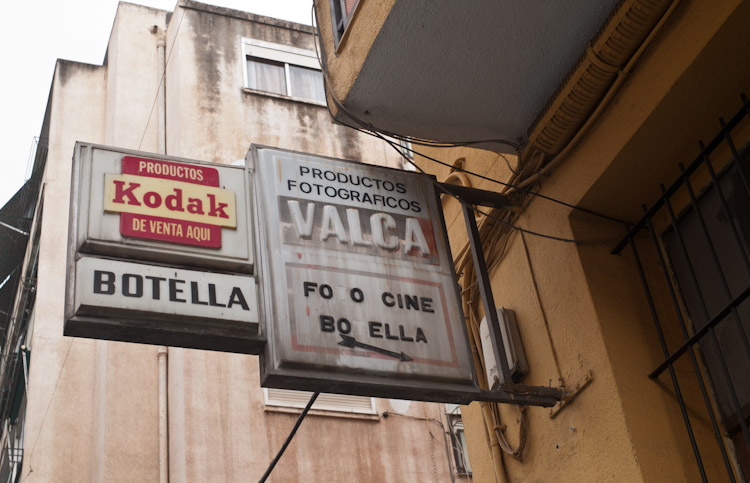 PRODUCTOS
Kodak
DE VENTA AQUI
BOTELLA
PRODUCTOS
FOTOGRAFICOS
VALCA
FO O CINE
BO ELLA